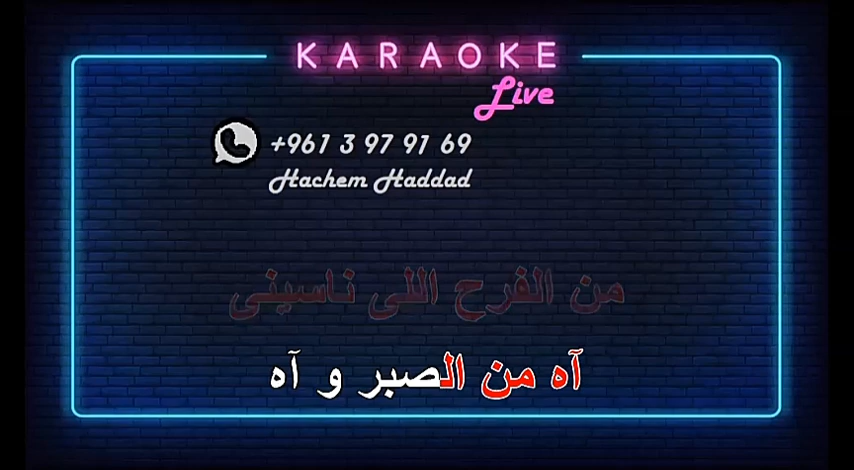 KARAOKE
Live
+961 3 97 91 69
Hachem Haddad
من الفرح اللى ناسينى
آه من الصبر و آه